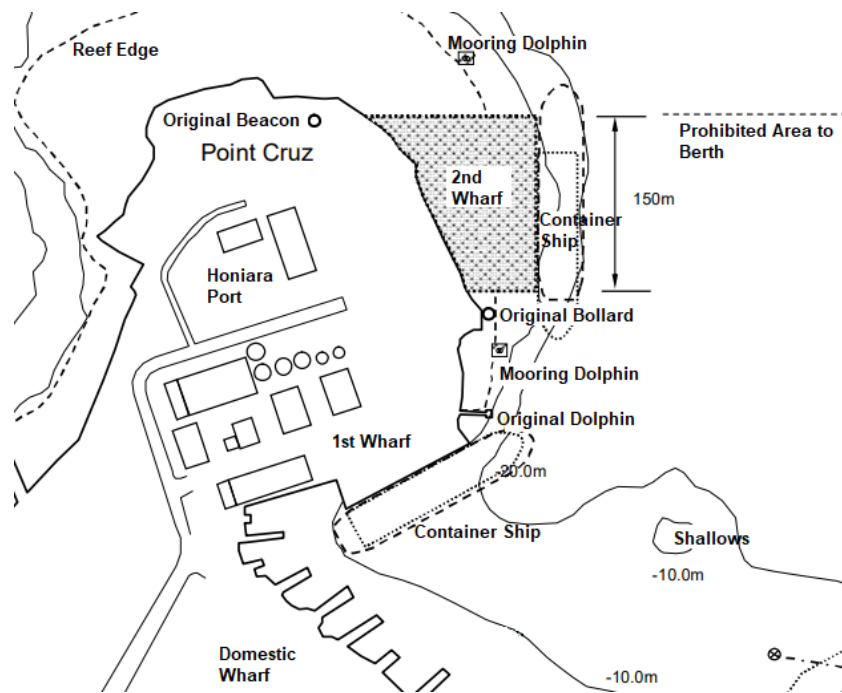 Mooring Dolphin
Reef Edge
Original Beacon
Point Cruz
Prohibited Area to
Berth
2nd
Wharf
150m
Container
Ship
Honiara
Port
Original Bollard
Mooring Dolphin
Original Dolphin
1st Wharf
-20.0m
Container Ship
Shallows
-10.0m
Domestic
Wharf
-10.0m